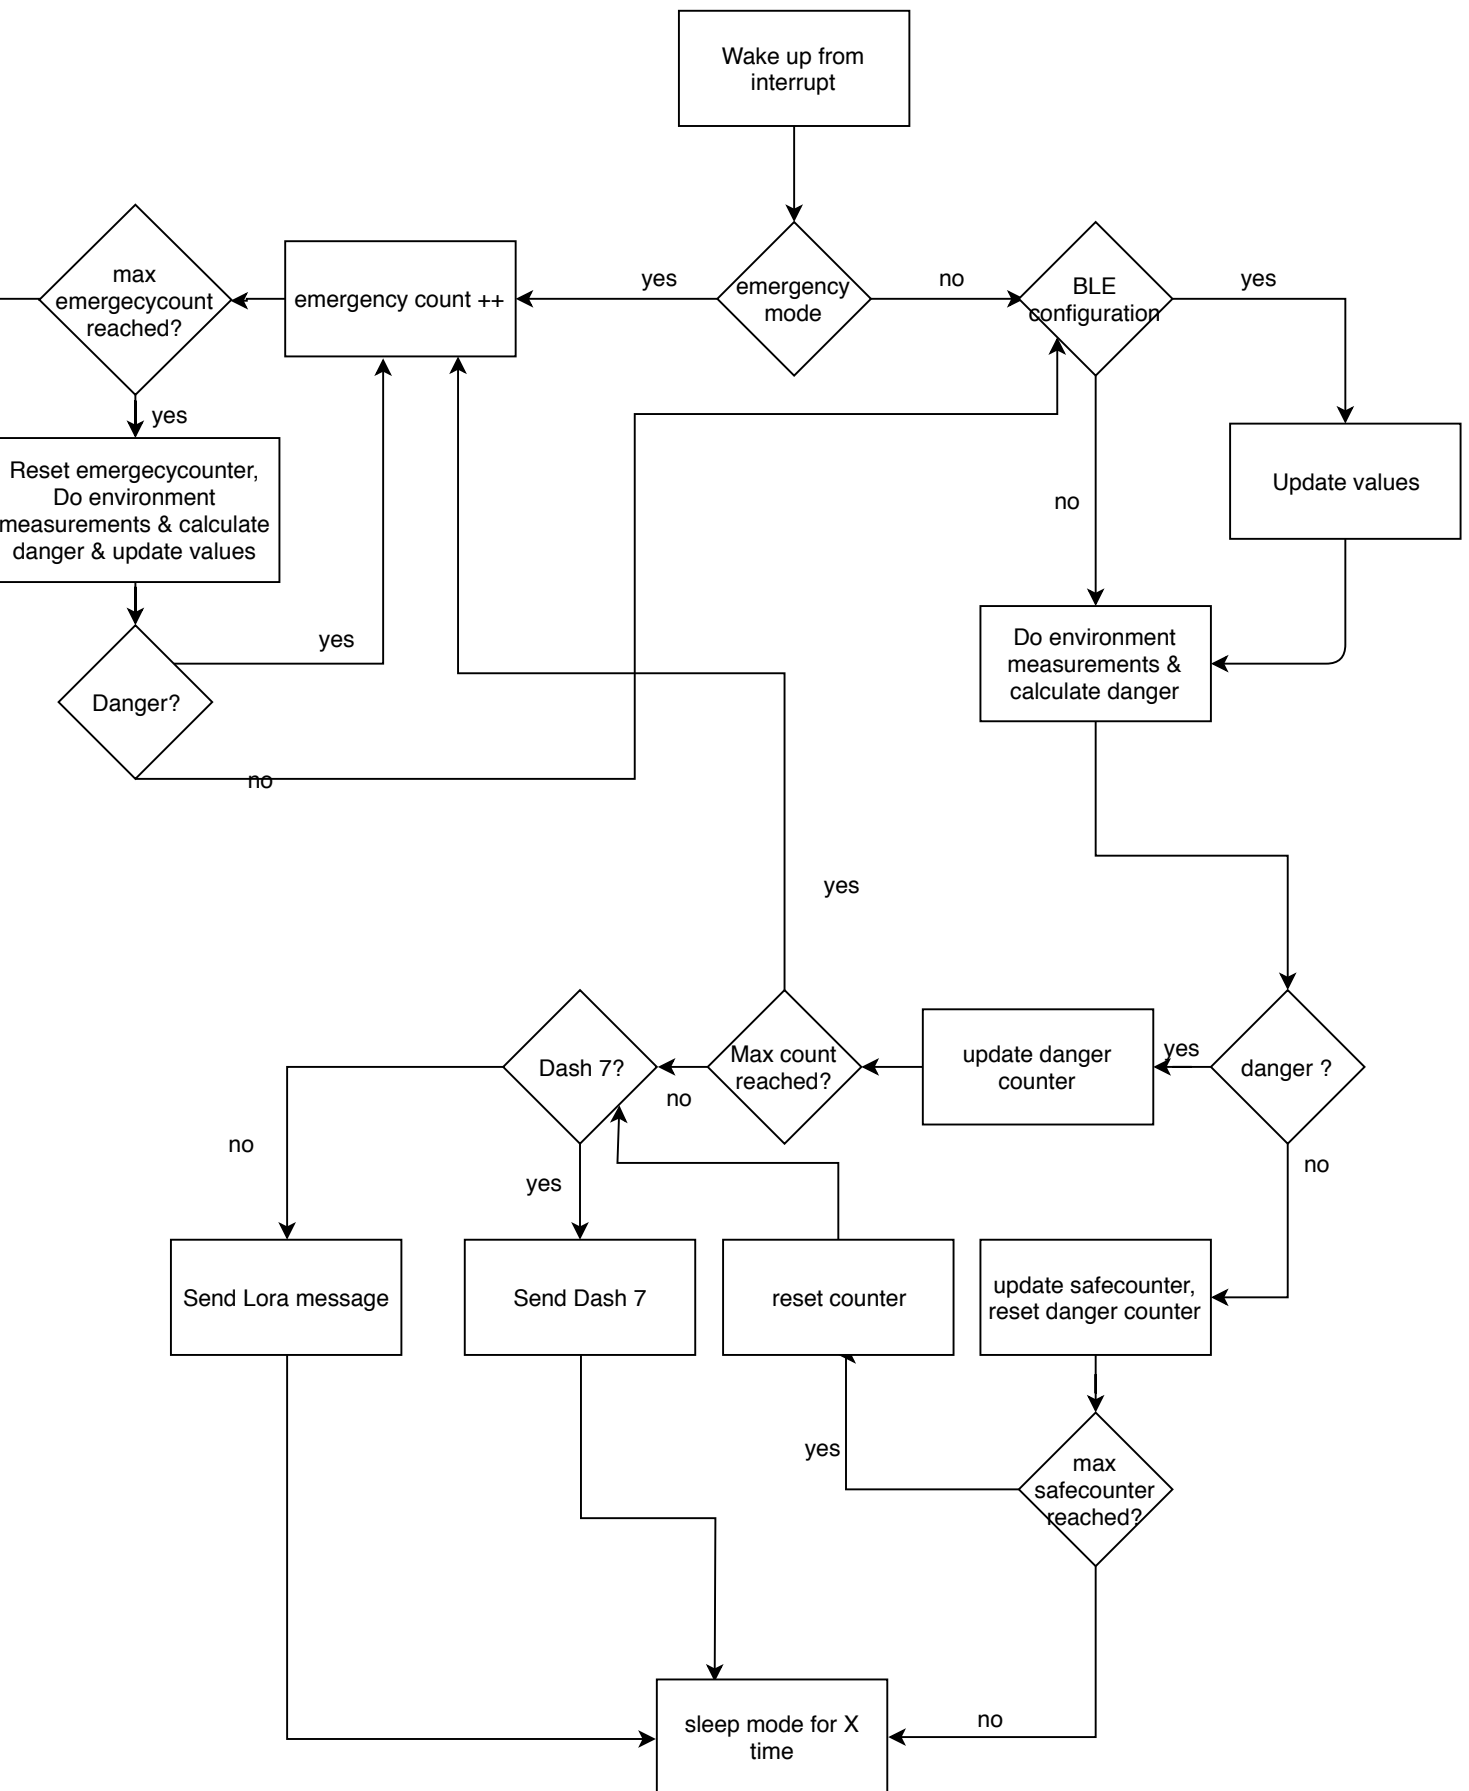 Wake up from
interrupt
max
emergecycount
reached?
emergency count ++
yes
emergency
mode
no
BLE
configuration
yes
yes
Reset emergecycounter,
Do environment
measurements & calculate
danger & update values
no
Update values
yes
Do environment
measurements &
calculate danger
Danger?
no
yes
Dash 7?
no
Max count
reached?
update danger
counter
yes
danger ?
no
yes
no
Send Lora message
Send Dash 7
reset counter
update safecounter,
reset danger counter
yes
max
safecounter
reached?
sleep mode for X
time
no